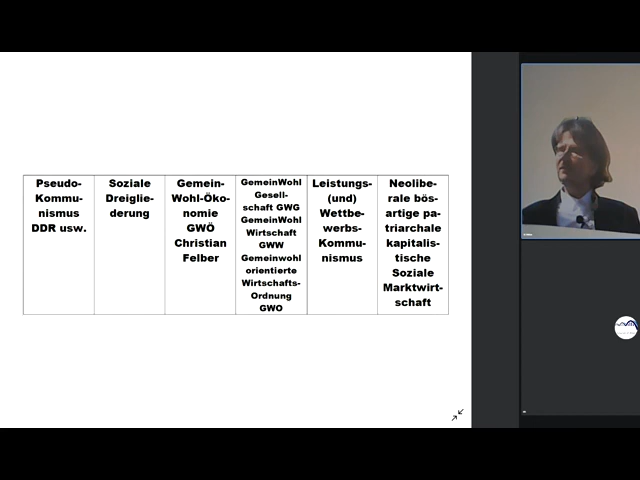 Pseudo-
Kommu-
nismus
DDR usw.
Soziale
Dreiglie-
derung
Gemein-
Wohl-Öko-
nomie
GWÖ
Christian
Felber
GemeinWohl
Gesell-
schaft GWG
GemeinWohl
Wirtschaft
GWW
Gemeinwohl
orientierte
Wirtschafts-
Ordnung
GWO
Leistungs-
(und)
Wettbe-
werbs-
Kommu-
nismus
Neolibe-
rale bös-
artige pa-
triarchale
kapitalis-
tische
Soziale
Marktwirt-
schaft